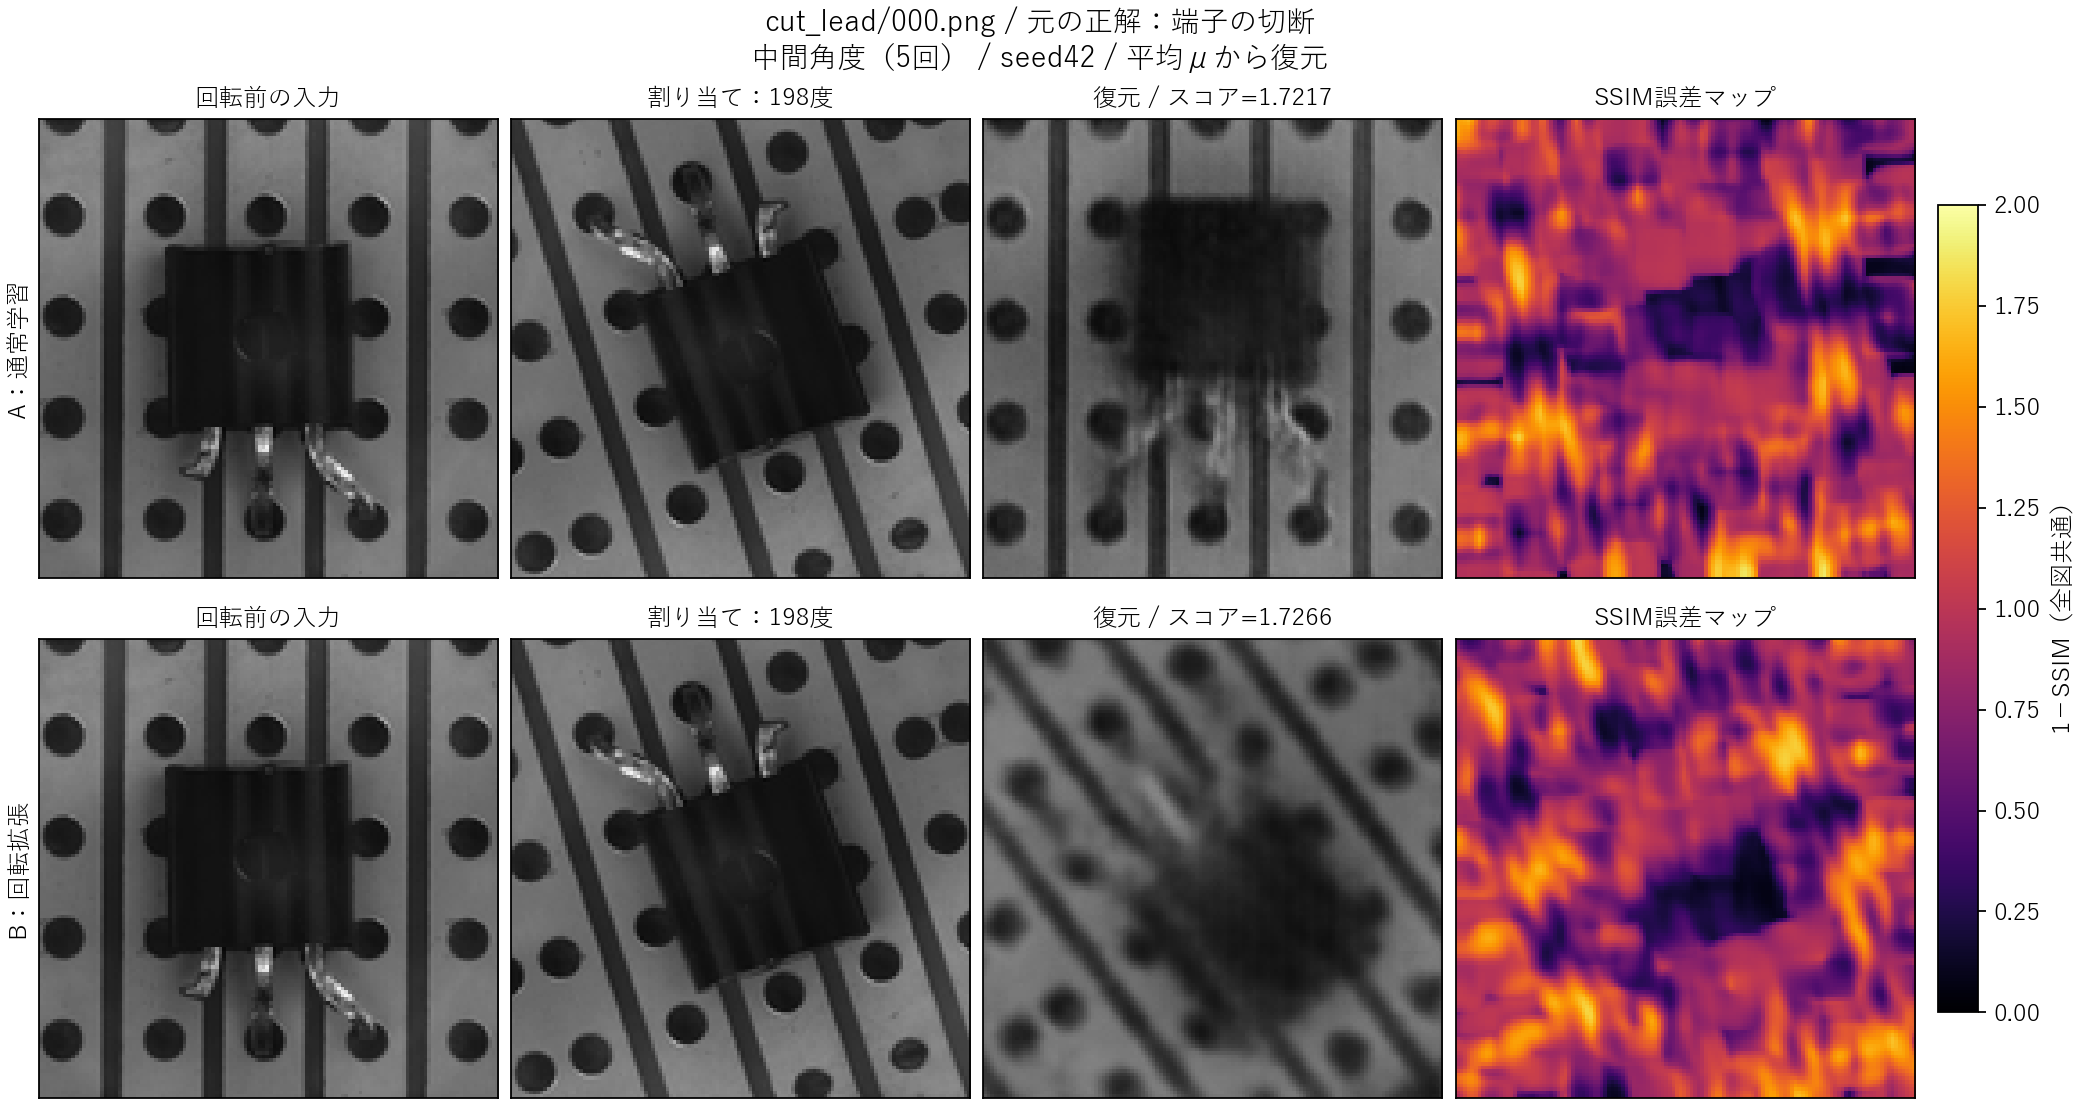 cut_lead/000.png / 元の正解：端子の切断
中間角度（5回） / seed42 / 平均μから復元
回転前の入力
割り当て：198度
復元 / スコア=1.7217
SSIM誤差マップ
A：通常学習
回転前の入力
割り当て：198度
復元 / スコア=1.7266
SSIM誤差マップ
B：回転拡張
2.00
1.75
1.50
1.25
1.00
0.75
0.50
0.25
0.00
1−SSIM（全図共通）